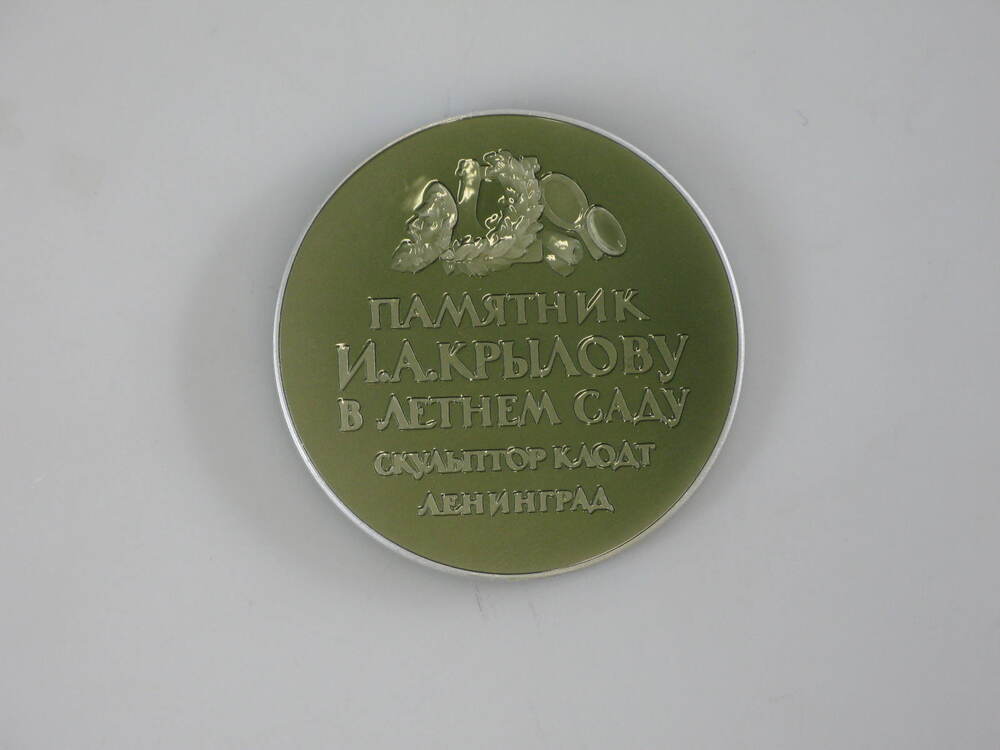 ПАМЯТНИК
И.А.КРЫЛОВУ
В ЛЕТНЕМ САДУ
СКУЛЬПТОР КЛОДТ
ЛЕНИНГРАД